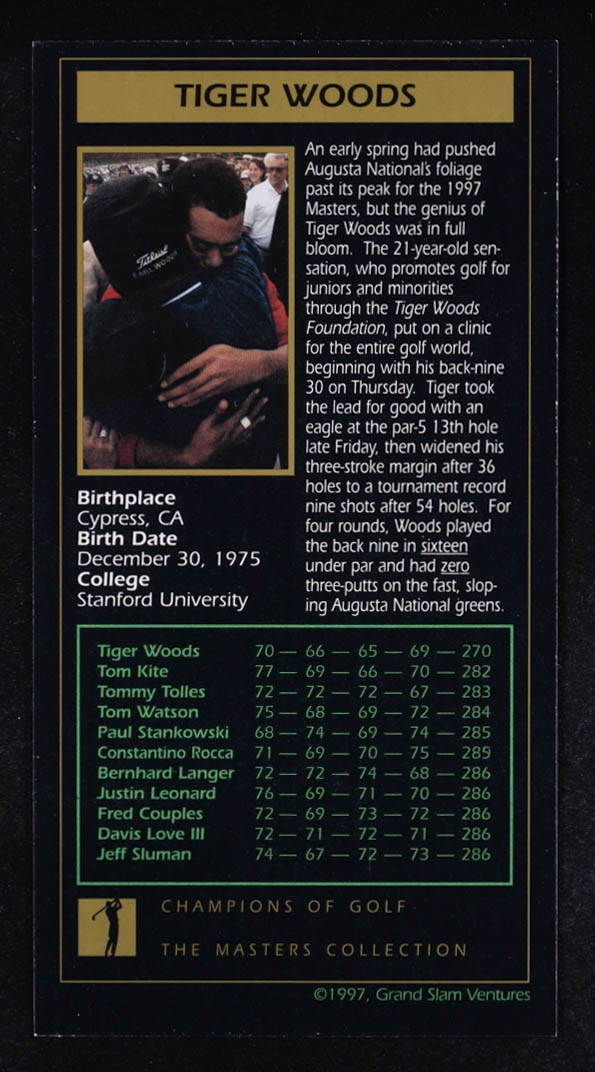 TIGER WOODS
Titleist
EARL WOODS
An early spring had pushed
Augusta National's foliage
past its peak for the 1997
Masters, but the genius of
Tiger Woods was in full
bloom. The 21-year-old sen-
sation, who promotes golf for
juniors and minorities
through the Tiger Woods
Foundation, put on a clinic
for the entire golf world,
beginning with his back-nine
30 on Thursday. Tiger took
the lead for good with an
eagle at the par-5 13th hole
late Friday, then widened his
three-stroke margin after 36
holes to a tournament record
nine shots after 54 holes. For
four rounds, Woods played
the back nine in sixteen
under par and had zero
three-putts on the fast, slop-
ing Augusta National greens.
Birthplace
Cypress, CA
Birth Date
December 30, 1975
College
Stanford University
Tiger Woods 70 — 66 — 65 — 69 — 270
Tom Kite 77 — 69 — 66 — 70 — 282
Tommy Tolles 72 — 72 — 72 — 67 — 283
Tom Watson 75 — 68 — 69 — 72 — 284
Paul Stankowski 68 — 74 — 69 — 74 — 285
Constantino Rocca 71 — 69 — 70 — 75 — 285
Bernhard Langer 72 — 72 — 74 — 68 — 286
Justin Leonard 76 — 69 — 71 — 70 — 286
Fred Couples 72 — 69 — 73 — 72 — 286
Davis Love III 72 — 71 — 72 — 71 — 286
Jeff Sluman 74 — 67 — 72 — 73 — 286
CHAMPIONS OF GOLF
THE MASTERS COLLECTION
©1997, Grand Slam Ventures